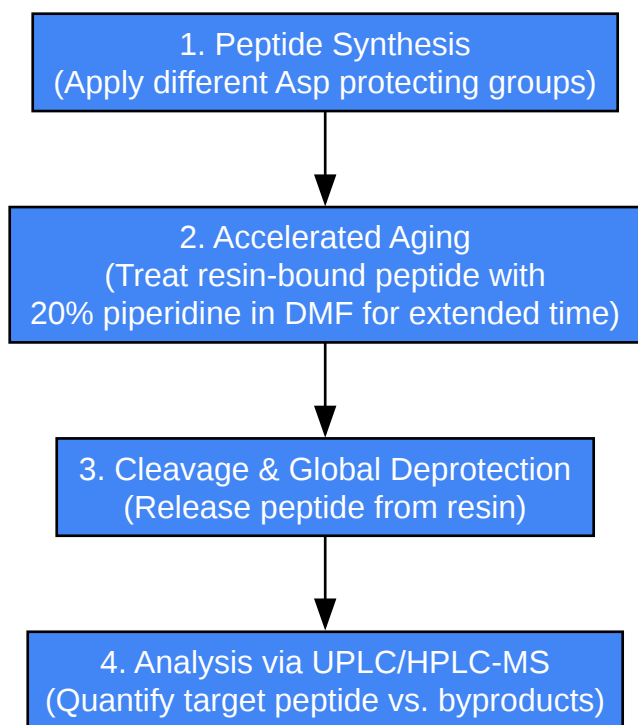 1. Peptide Synthesis
(Apply different Asp protecting groups)
2. Accelerated Aging
(Treat resin-bound peptide with
20% piperidine in DMF for extended time)
3. Cleavage & Global Deprotection
(Release peptide from resin)
4. Analysis via UPLC/HPLC-MS
(Quantify target peptide vs. byproducts)